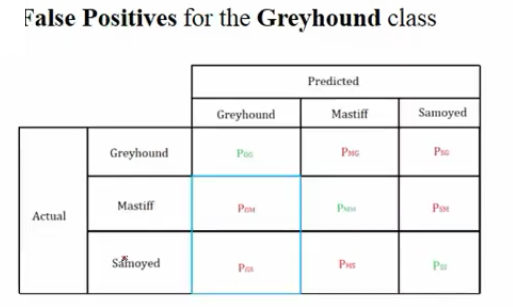 False Positives for the Greyhound class
Predicted
Greyhound Mastiff Samoyed
Greyhound PGG PMG PSG
Actual Mastiff PGM PMM PSM
Samoyed PGS PMS PSS